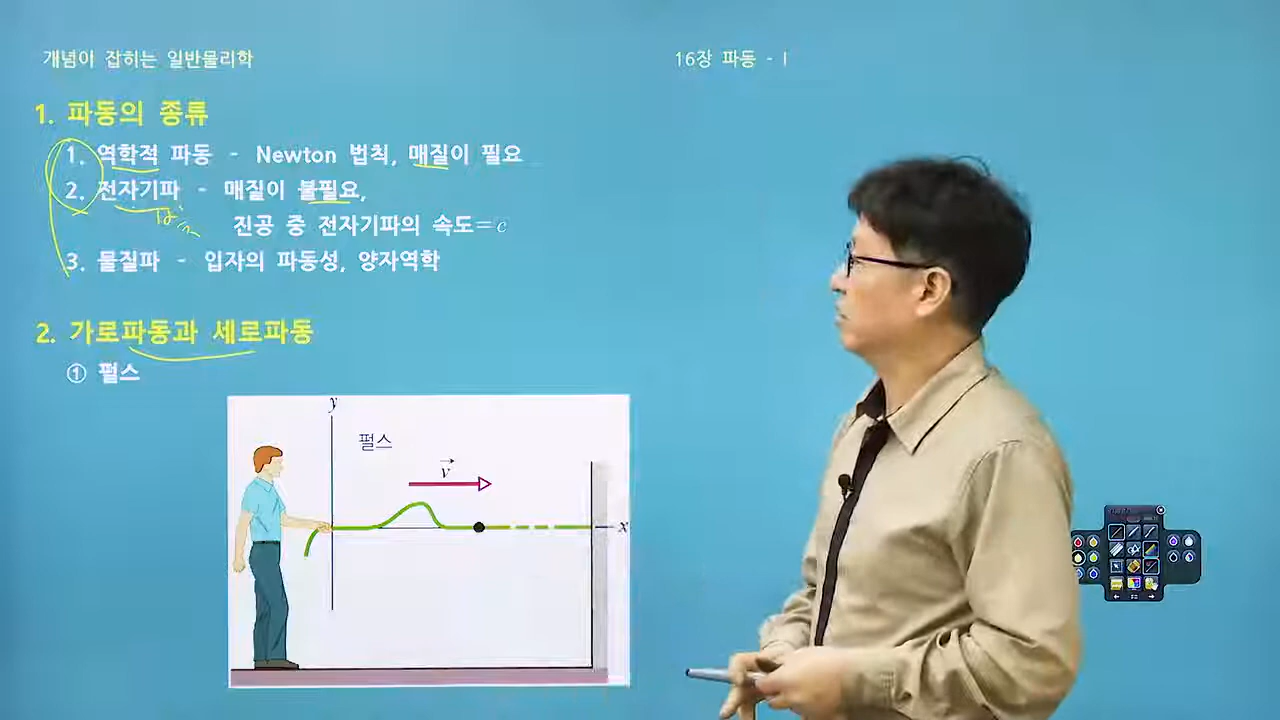 개념이 잡히는 일반물리학
16장 파동 - I
1. 파동의 종류
1. 역학적 파동 - Newton 법칙, 매질이 필요
2. 전자기파 - 매질이 불필요,
진공 중 전자기파의 속도=c
3. 물질파 - 입자의 파동성, 양자역학
2. 가로파동과 세로파동
① 펄스
y
펄스
v
x